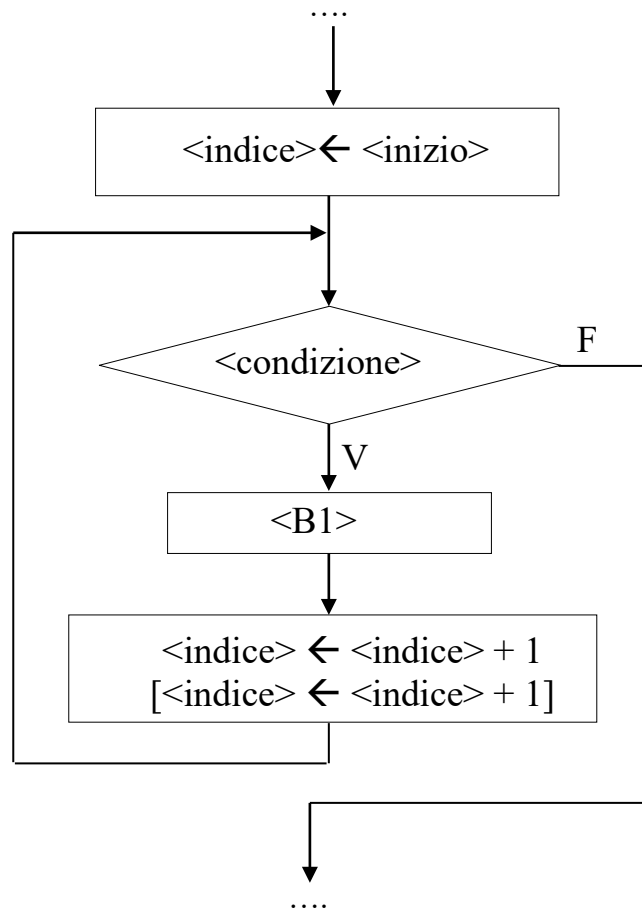 ....
<indice>← <inizio>
<condizione>
F
V
<B1>
<indice> ← <indice> + 1
[<indice> ← <indice> + 1]
....